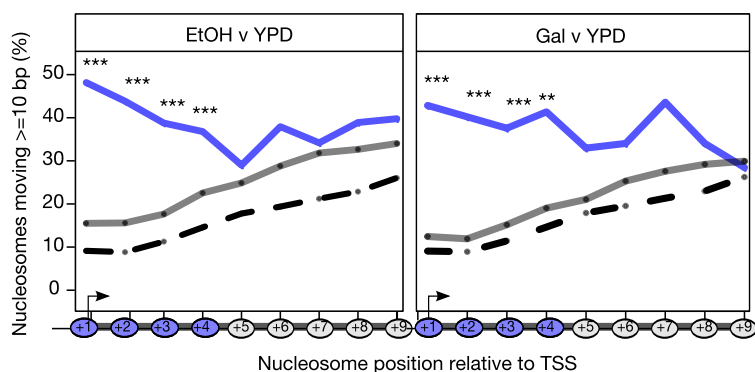 EtOH v YPD
Gal v YPD
Nucleosomes moving >=10 bp (%)
50
40
30
20
10
0
*** *** *** ***
*** *** *** **
+1 +2 +3 +4 +5 +6 +7 +8 +9
+1 +2 +3 +4 +5 +6 +7 +8 +9
Nucleosome position relative to TSS